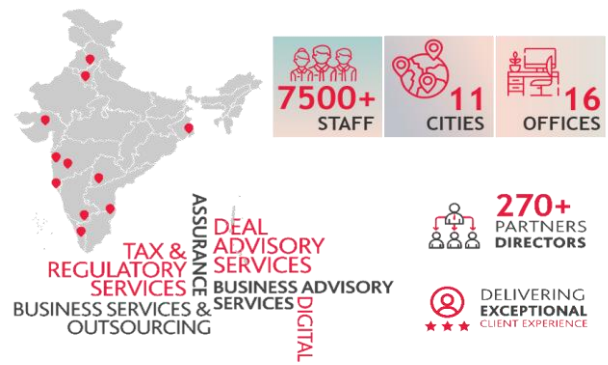 7500+
STAFF
11
CITIES
16
OFFICES
270+
PARTNERS
DIRECTORS
DELIVERING
EXCEPTIONAL
CLIENT EXPERIENCE
ASSURANCE
DEAL
ADVISORY
SERVICES
TAX &
REGULATORY
SERVICES
BUSINESS ADVISORY
SERVICES
BUSINESS SERVICES &
OUTSOURCING
DIGITAL